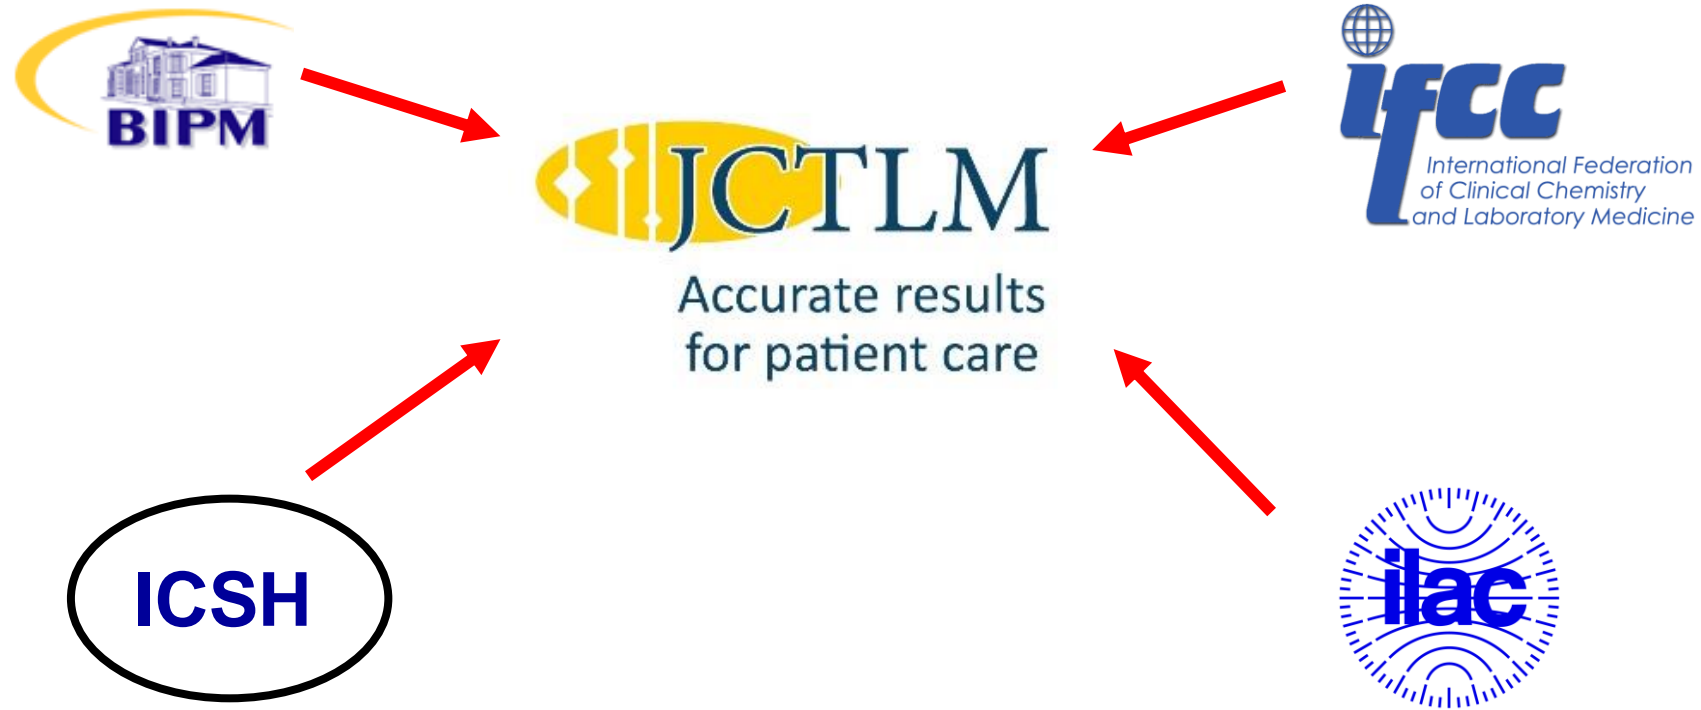 BIPM
JCTLM
Accurate results
for patient care
ifcc
International Federation
of Clinical Chemistry
and Laboratory Medicine
ICSH
ilac